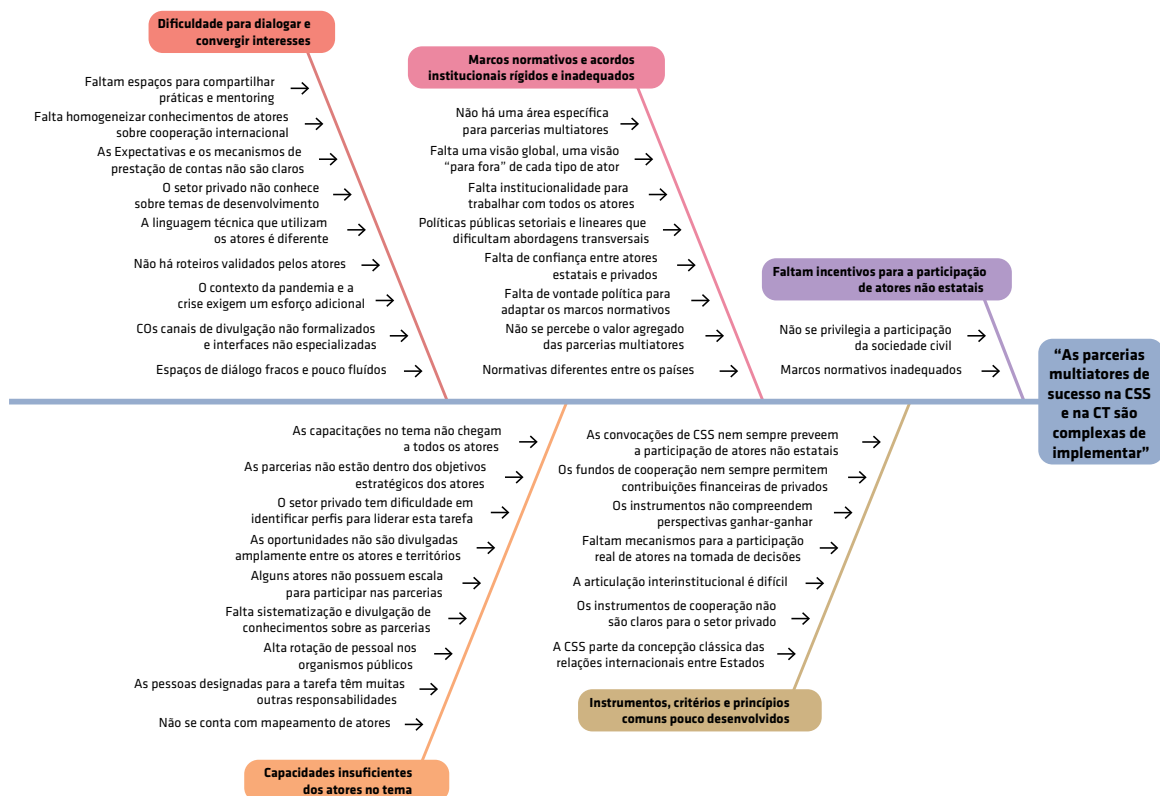 Dificuldade para dialogar e
convergir interesses
Faltam espaços para compartilhar
práticas e mentoring
Falta homogeneizar conhecimentos de atores
sobre cooperação internacional
As Expectativas e os mecanismos de
prestação de contas não são claros
O setor privado não conhece
sobre temas de desenvolvimento
A linguagem técnica que utilizam
os atores é diferente
Não há roteiros validados pelos atores
O contexto da pandemia e a
crise exigem um esforço adicional
COs canais de divulgação não formalizados
e interfaces não especializadas
Espaços de diálogo fracos e pouco fluídos
Marcos normativos e acordos
institucionais rígidos e inadequados
Não há uma área específica
para parcerias multiatores
Falta uma visão global, uma visão
“para fora” de cada tipo de ator
Falta institucionalidade para
trabalhar com todos os atores
Políticas públicas setoriais e lineares que
dificultam abordagens transversais
Falta de confiança entre atores
estatais e privados
Falta de vontade política para
adaptar os marcos normativos
Não se percebe o valor agregado
das parcerias multiatores
Normativas diferentes entre os países
Faltam incentivos para a participação
de atores não estatais
Não se privilegia a participação
da sociedade civil
Marcos normativos inadequados
“As parcerias
multiatores de
sucesso na CSS
e na CT são
complexas de
implementar”
As capacitações no tema não chegam
a todos os atores
As parcerias não estão dentro dos objetivos
estratégicos dos atores
O setor privado tem dificuldade em
identificar perfis para liderar esta tarefa
As oportunidades não são divulgadas
amplamente entre os atores e territórios
Alguns atores não possuem escala
para participar nas parcerias
Falta sistematização e divulgação de
conhecimentos sobre as parcerias
Alta rotação de pessoal nos
organismos públicos
As pessoas designadas para a tarefa têm muitas
outras responsabilidades
Não se conta com mapeamento de atores
Capacidades insuficientes
dos atores no tema
As convocações de CSS nem sempre preveem
a participação de atores não estatais
Os fundos de cooperação nem sempre permitem
contribuições financeiras de privados
Os instrumentos não compreendem
perspectivas ganhar-ganhar
Faltam mecanismos para a participação
real de atores na tomada de decisões
A articulação interinstitucional é difícil
Os instrumentos de cooperação não
são claros para o setor privado
A CSS parte da concepção clássica das
relações internacionais entre Estados
Instrumentos, critérios e princípios
comuns pouco desenvolvidos